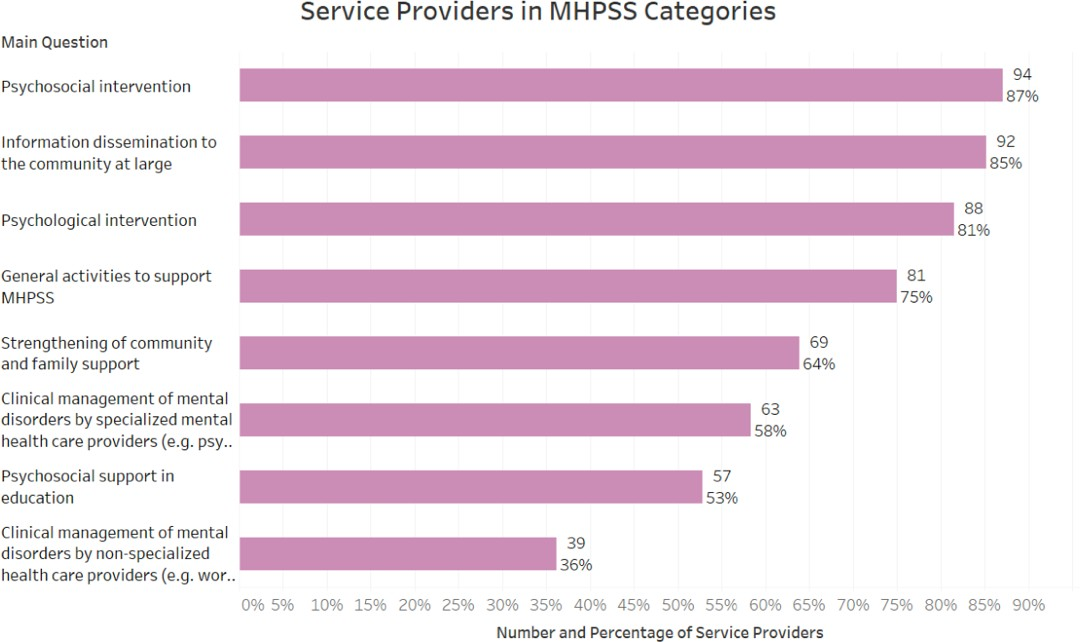 Service Providers in MHPSS Categories
Main Question
Psychosocial intervention
94
87%
Information dissemination to
the community at large
92
85%
Psychological intervention
88
81%
General activities to support
MHPSS
81
75%
Strengthening of community
and family support
69
64%
Clinical management of mental
disorders by specialized mental
health care providers (e.g. psy..
63
58%
Psychosocial support in
education
57
53%
Clinical management of mental
disorders by non-specialized
health care providers (e.g. wor..
39
36%
0% 5% 10% 15% 20% 25% 30% 35% 40% 45% 50% 55% 60% 65% 70% 75% 80% 85% 90%
Number and Percentage of Service Providers